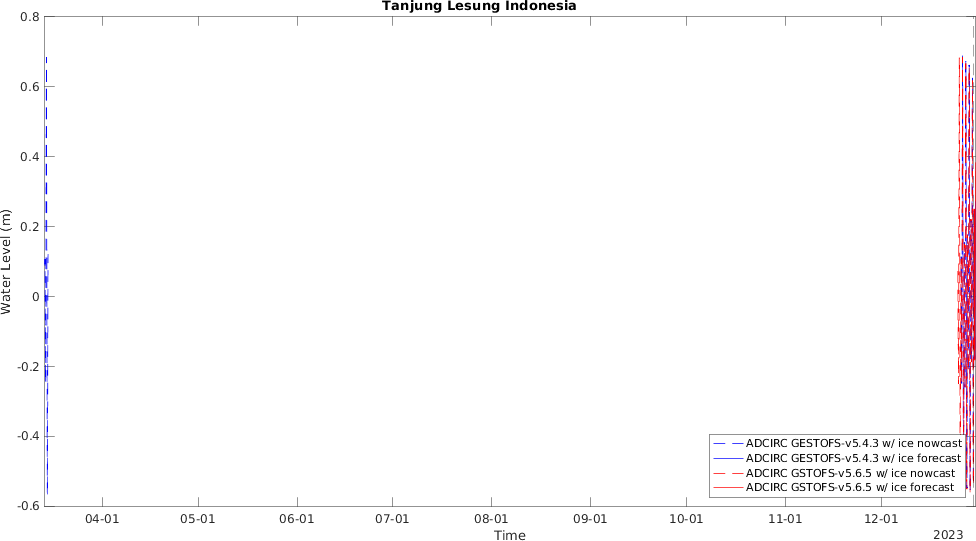 Tanjung Lesung Indonesia
Water Level (m)
0.8
0.6
0.4
0.2
0
-0.2
-0.4
-0.6
ADCIRC GESTOFS-v5.4.3 w/ ice nowcast
ADCIRC GESTOFS-v5.4.3 w/ ice forecast
ADCIRC GSTOFS-v5.6.5 w/ ice nowcast
ADCIRC GSTOFS-v5.6.5 w/ ice forecast
04-01 05-01 06-01 07-01 08-01 09-01 10-01 11-01 12-01
Time
2023